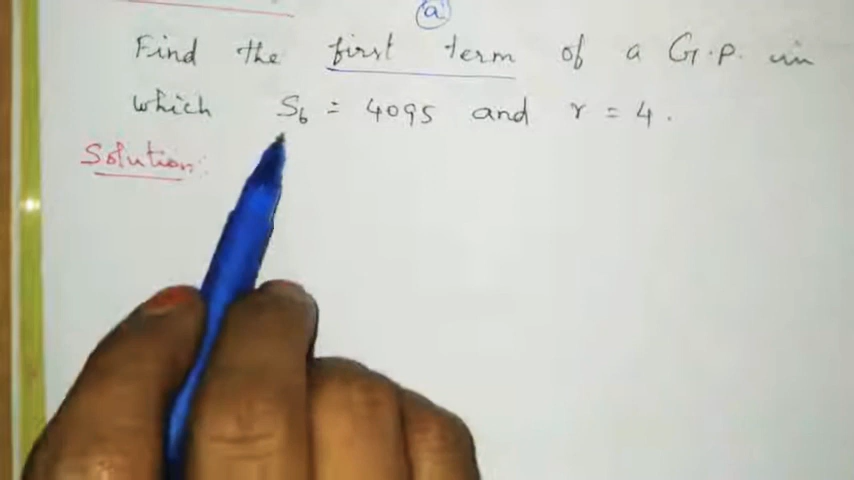 a
Find the first term of a G.P. in
which S6 = 4095 and r = 4.
Solution: